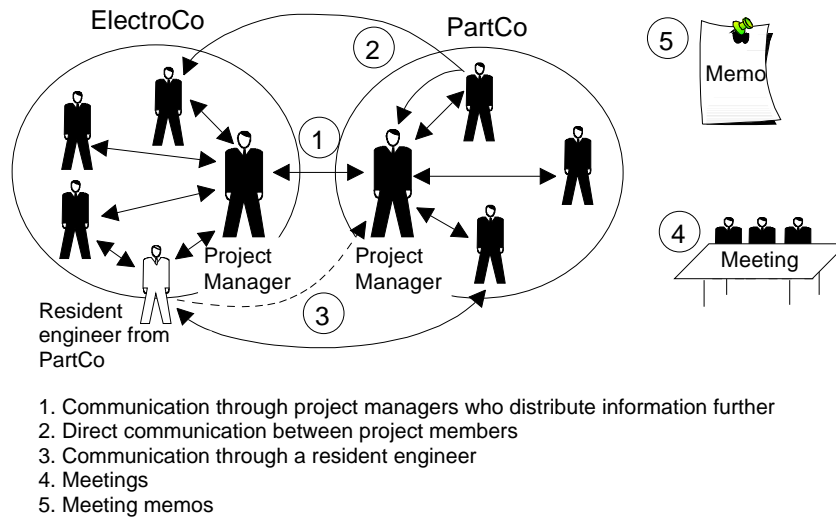 ElectroCo
PartCo
2
5
Memo
1
4
Meeting
Project
Manager
Project
Manager
3
Resident
engineer from
PartCo
1. Communication through project managers who distribute information further
2. Direct communication between project members
3. Communication through a resident engineer
4. Meetings
5. Meeting memos